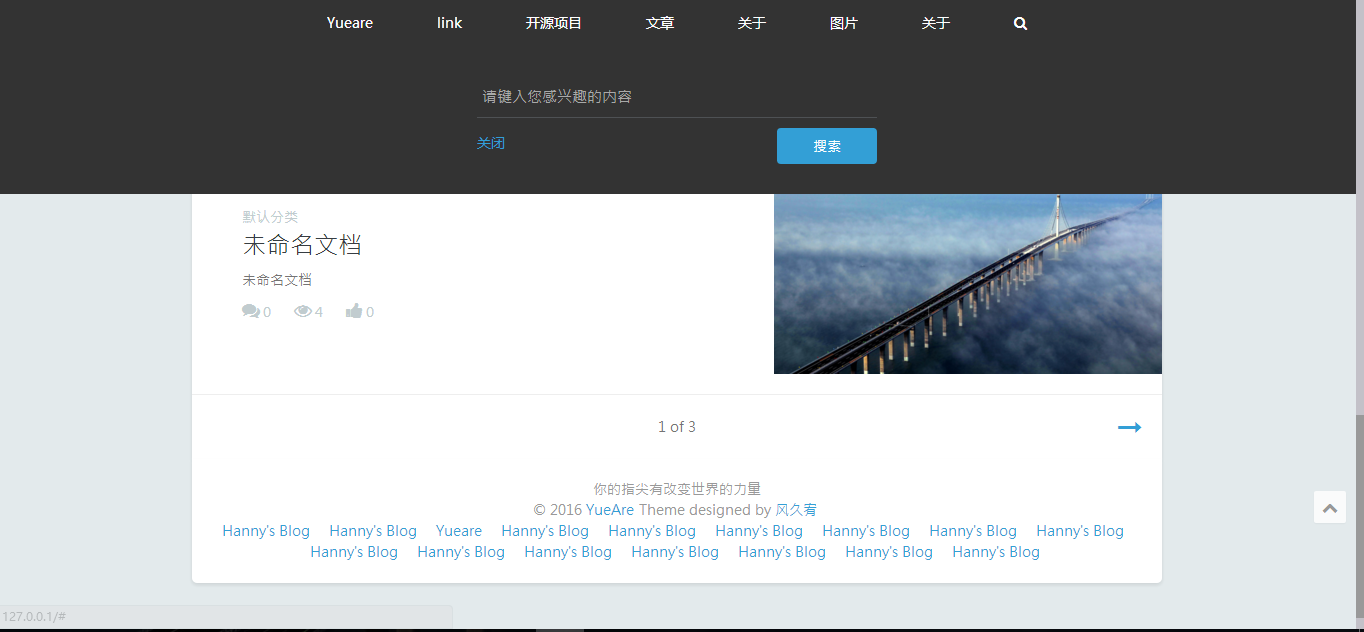 Yueare link 开源项目 文章 关于 图片 关于
请键入您感兴趣的内容
关闭 搜索
默认分类
未命名文档
未命名文档
0 4 0
1 of 3
你的指尖有改变世界的力量
© 2016 YueAre Theme designed by 风久宥
Hanny's Blog Hanny's Blog Yueare Hanny's Blog Hanny's Blog Hanny's Blog Hanny's Blog Hanny's Blog Hanny's Blog
Hanny's Blog Hanny's Blog Hanny's Blog Hanny's Blog Hanny's Blog Hanny's Blog Hanny's Blog
127.0.0.1/#